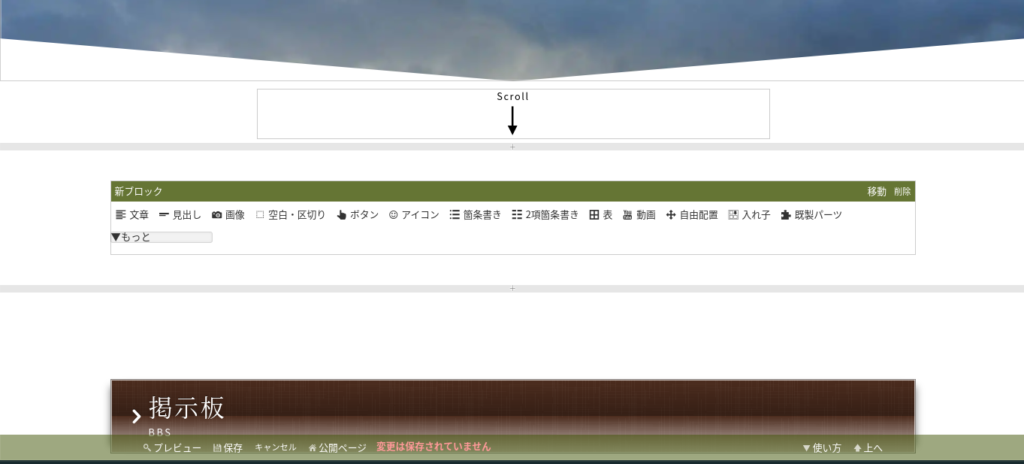 Scroll
+
新ブロック 移動 削除
文章 見出し 画像 空白・区切り ボタン アイコン 箇条書き 2項箇条書き 表 動画 自由配置 入れ子 既製パーツ
▼もっと
+
掲示板
BBS
プレビュー 保存 キャンセル 公開ページ 変更は保存されていません ▼使い方 上へ